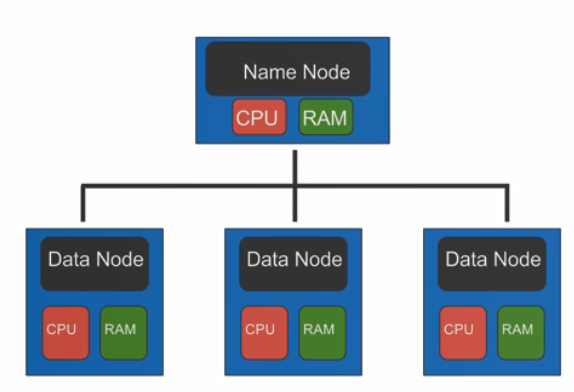 Name Node
CPU RAM
Data Node Data Node Data Node
CPU RAM CPU RAM CPU RAM